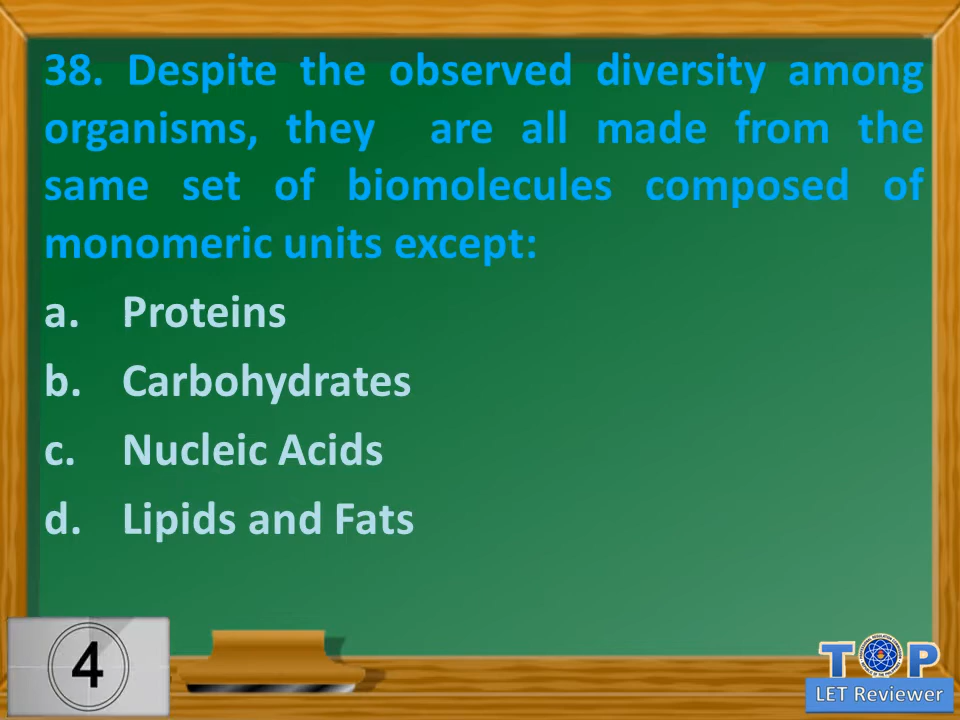 38. Despite the observed diversity among
organisms, they are all made from the
same set of biomolecules composed of
monomeric units except:
a. Proteins
b. Carbohydrates
c. Nucleic Acids
d. Lipids and Fats
4
TOP
LET Reviewer